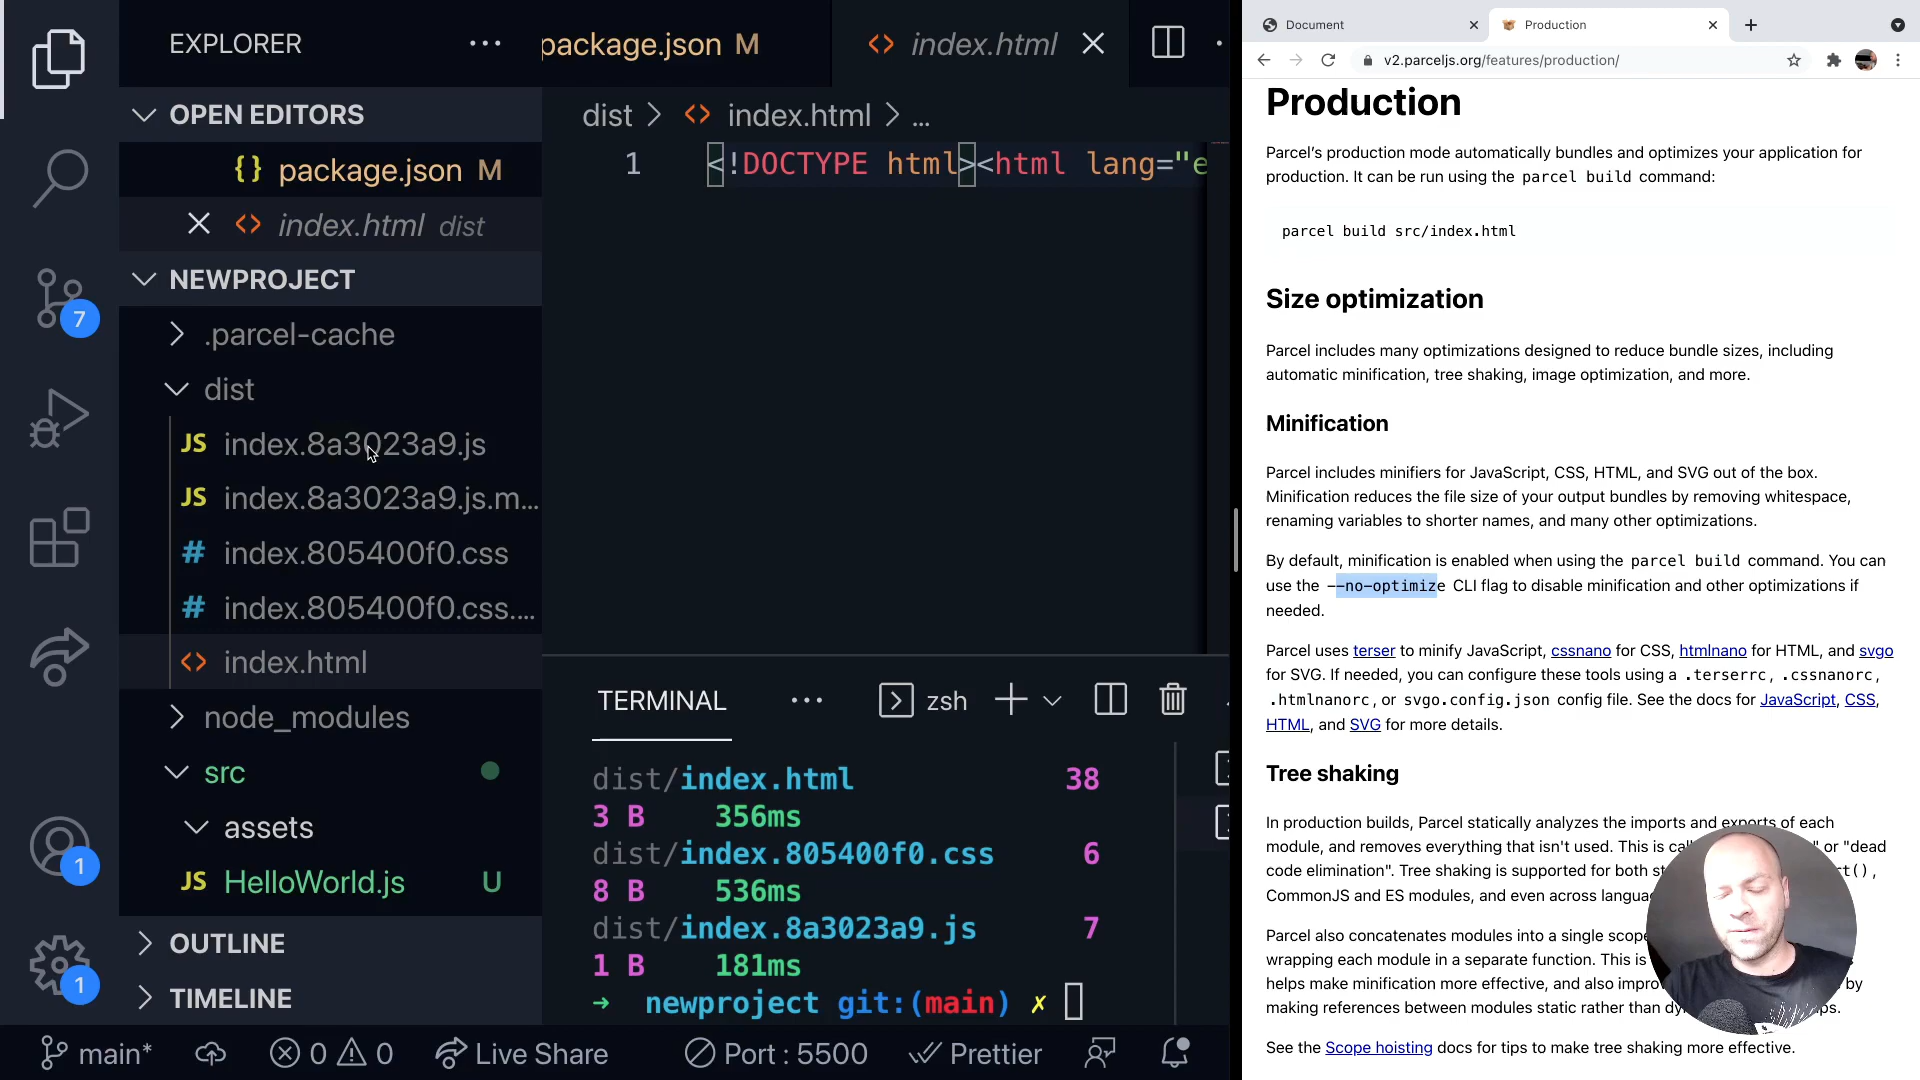 EXPLORER
package.json M
index.html
OPEN EDITORS
package.json M
index.html dist
NEWPROJECT
.parcel-cache
dist
JS index.8a3023a9.js
JS index.8a3023a9.js.m...
# index.805400f0.css
# index.805400f0.css....
index.html
node_modules
src
assets
JS HelloWorld.js U
OUTLINE
TIMELINE
7
1
1
dist > index.html > ...
1 <!DOCTYPE html><html lang="e
TERMINAL
zsh
dist/index.html 38
3 B 356ms
dist/index.805400f0.css 6
8 B 536ms
dist/index.8a3023a9.js 7
1 B 181ms
→ newproject git:(main) ✗
main*
0 0
Live Share
Port : 5500
Prettier
Document
Production
v2.parceljs.org/features/production/
Production
Parcel’s production mode automatically bundles and optimizes your application for
production. It can be run using the parcel build command:
parcel build src/index.html
Size optimization
Parcel includes many optimizations designed to reduce bundle sizes, including
automatic minification, tree shaking, image optimization, and more.
Minification
Parcel includes minifiers for JavaScript, CSS, HTML, and SVG out of the box.
Minification reduces the file size of your output bundles by removing whitespace,
renaming variables to shorter names, and many other optimizations.
By default, minification is enabled when using the parcel build command. You can
use the --no-optimize CLI flag to disable minification and other optimizations if
needed.
Parcel uses terser to minify JavaScript, cssnano for CSS, htmlnano for HTML, and svgo
for SVG. If needed, you can configure these tools using a .terserrc, .cssnanorc,
.htmlnanorc, or svgo.config.json config file. See the docs for JavaScript, CSS,
HTML, and SVG for more details.
Tree shaking
In production builds, Parcel statically analyzes the imports and exports of each
module, and removes everything that isn't used. This is " or "dead
code elimination". Tree shaking is supported for both rt(),
CommonJS and ES modules, and even across
Parcel also concatenates modules into a single
wrapping each module in a separate function. This is
helps make minification more effective, and also by
making references between modules static rather than
See the Scope hoisting docs for tips to make tree shaking more effective.